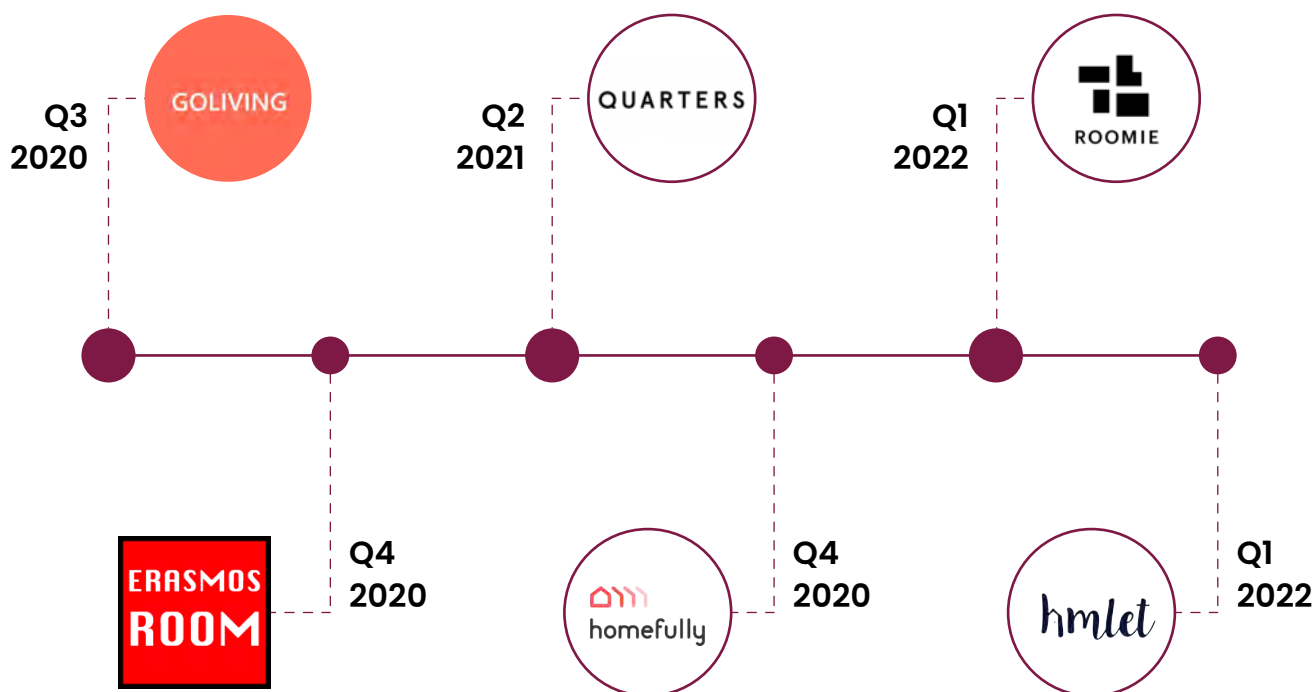 Q3
2020
GOLIVING
Q2
2021
QUARTERS
Q1
2022
ROOMIE
ERASMOS
ROOM
Q4
2020
homefully
Q4
2020
hmlet
Q1
2022